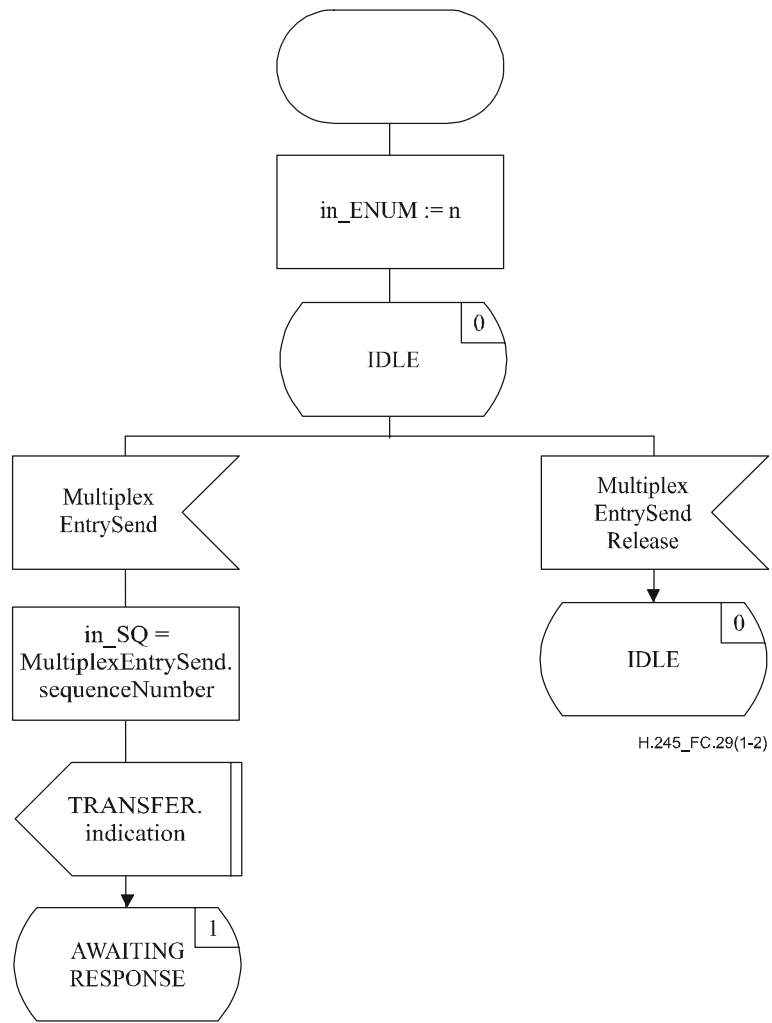 in_ENUM := n
0
IDLE
Multiplex
EntrySend
in_SQ =
MultiplexEntrySend.
sequenceNumber
TRANSFER.
indication
1
AWAITING
RESPONSE
Multiplex
EntrySend
Release
0
IDLE
H.245_FC.29(1-2)